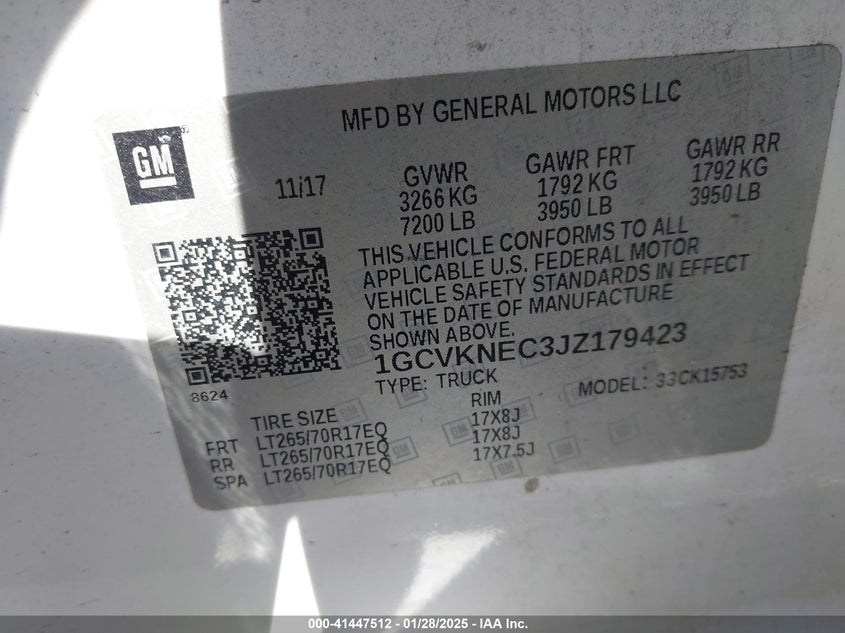 MFD BY GENERAL MOTORS LLC
GM
11/17
GVWR
3266 KG
7200 LB
GAWR FRT
1792 KG
3950 LB
GAWR RR
1792 KG
3950 LB
THIS VEHICLE CONFORMS TO ALL
APPLICABLE U.S. FEDERAL MOTOR
VEHICLE SAFETY STANDARDS IN EFFECT
ON THE DATE OF MANUFACTURE
SHOWN ABOVE.
1GCVKNEC3JZ179423
TYPE: TRUCK
MODEL: 33CK15753
8624
TIRE SIZE RIM
FRT LT265/70R17EQ 17X8J
RR LT265/70R17EQ 17X8J
SPA LT265/70R17EQ 17X7.5J
000-41447512 - 01/28/2025 - IAA Inc.